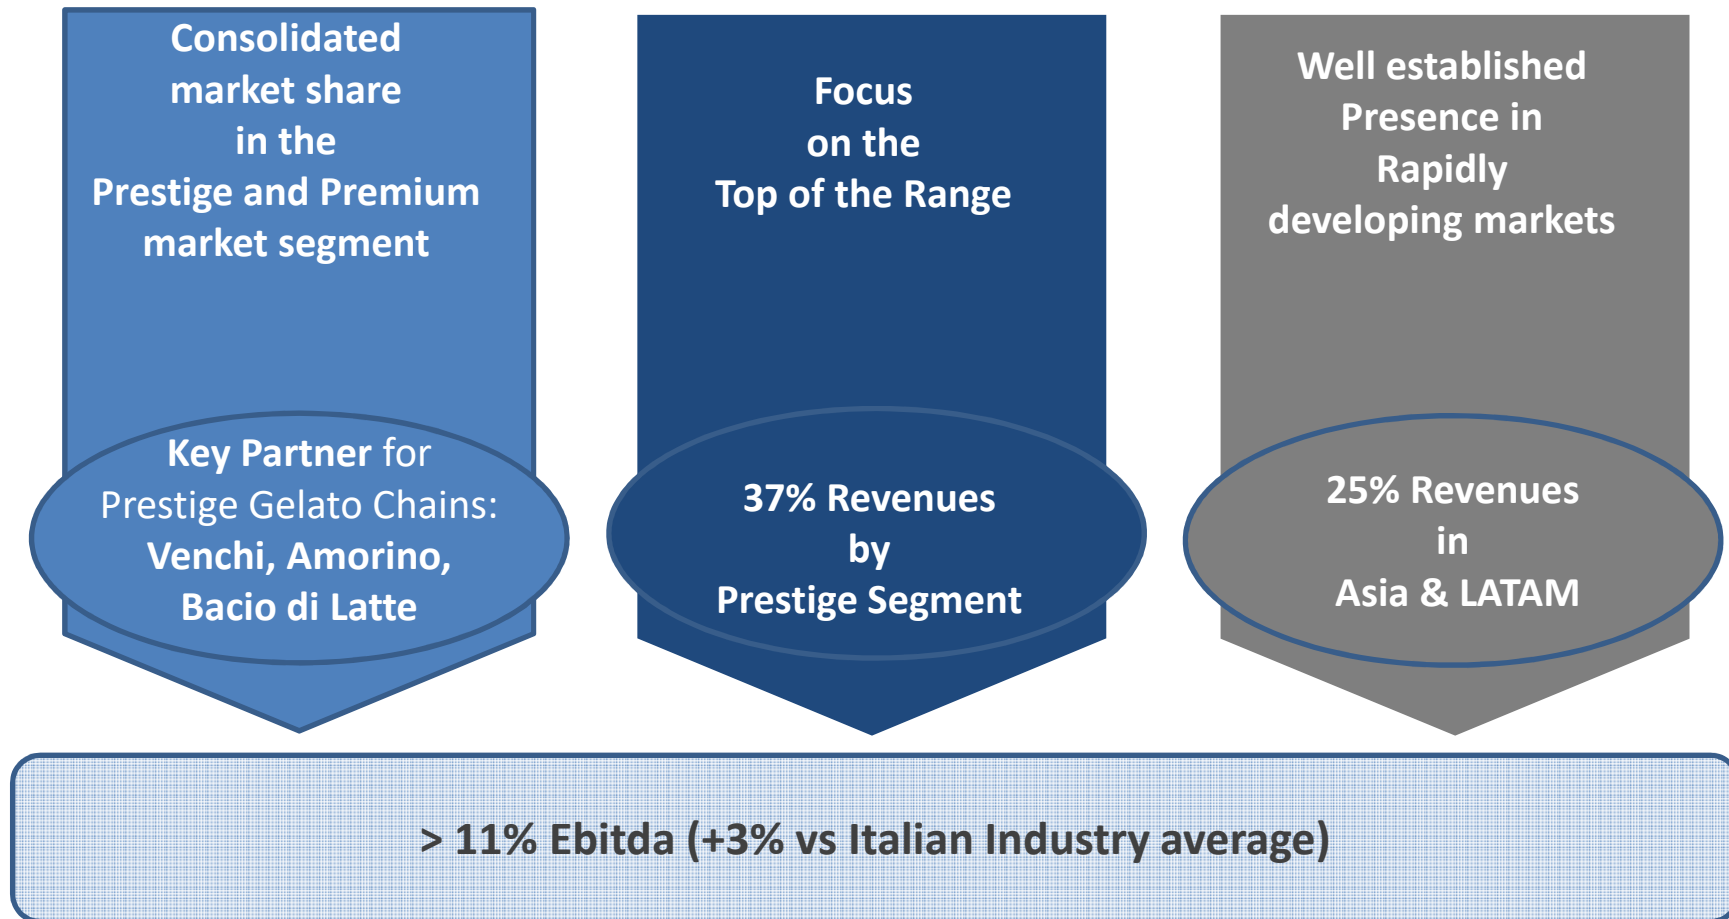 Consolidated
market share
in the
Prestige and Premium
market segment
Key Partner for
Prestige Gelato Chains:
Venchi, Amorino,
Bacio di Latte
Focus
on the
Top of the Range
37% Revenues
by
Prestige Segment
Well established
Presence in
Rapidly
developing markets
25% Revenues
in
Asia & LATAM
> 11% Ebitda (+3% vs Italian Industry average)